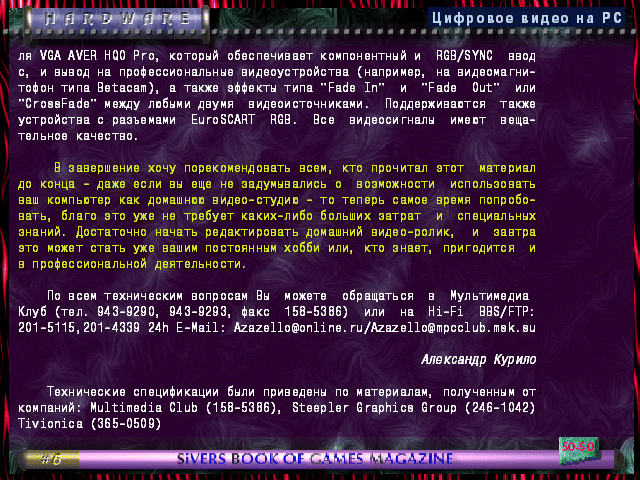 HARDWARE
Цифровое видео на PC
ля VGA AVER HQ0 Pro, который обеспечивает компонентный и RGB/SYNC ввод
с, и вывод на профессиональные видеоустройства (например, на видеомагни-
тофон типа Betacam), а также эффекты типа "Fade In" и "Fade Out" или
"CrossFade" между любыми двумя видеоисточниками. Поддерживаются также
устройства с разъемами EuroSCART RGB. Все видеосигналы имеют веща-
тельное качество.
В завершение хочу порекомендовать всем, кто прочитал этот материал
до конца - даже если вы еще не задумывались о возможности использовать
ваш компьютер как домашнюю видео-студию - то теперь самое время попробо-
вать, благо это уже не требует каких-либо больших затрат и специальных
знаний. Достаточно начать редактировать домашний видео-ролик, и завтра
это может стать уже вашим постоянным хобби или, кто знает, пригодится и
в профессиональной деятельности.
По всем техническим вопросам Вы можете обращаться в Мультимедиа
Клуб (тел. 943-9290, 943-9293, факс 158-5386) или на Hi-Fi BBS/FTP:
201-5115,201-4339 24h E-Mail: Azazello@online.ru/Azazello@mpcclub.msk.su
Александр Курило
Технические спецификации были приведены по материалам, полученным от
компаний: Multimedia Club (158-5386), Steepler Graphics Group (246-1042)
Tivionica (365-0509)
50-50
#6
SIVERS BOOK OF GAMES MAGAZINE